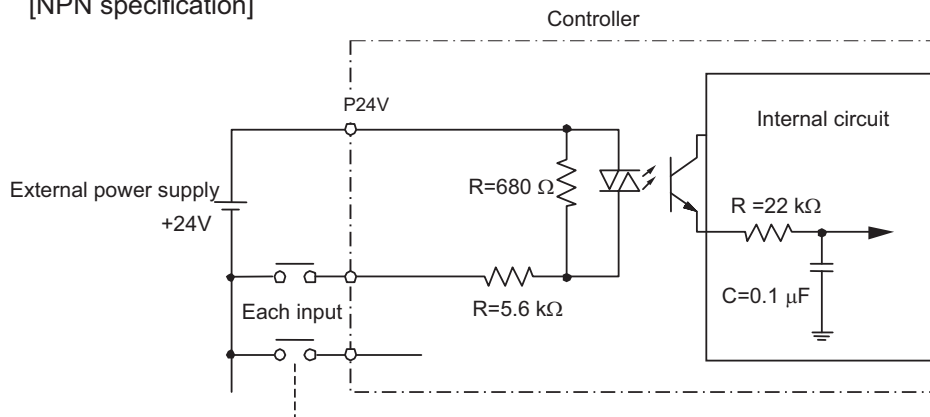 [NPN specification]
Controller
P24V
Internal circuit
External power supply
+24V
R=680 Ω
R =22 kΩ
Each input
R=5.6 kΩ
C=0.1 μF